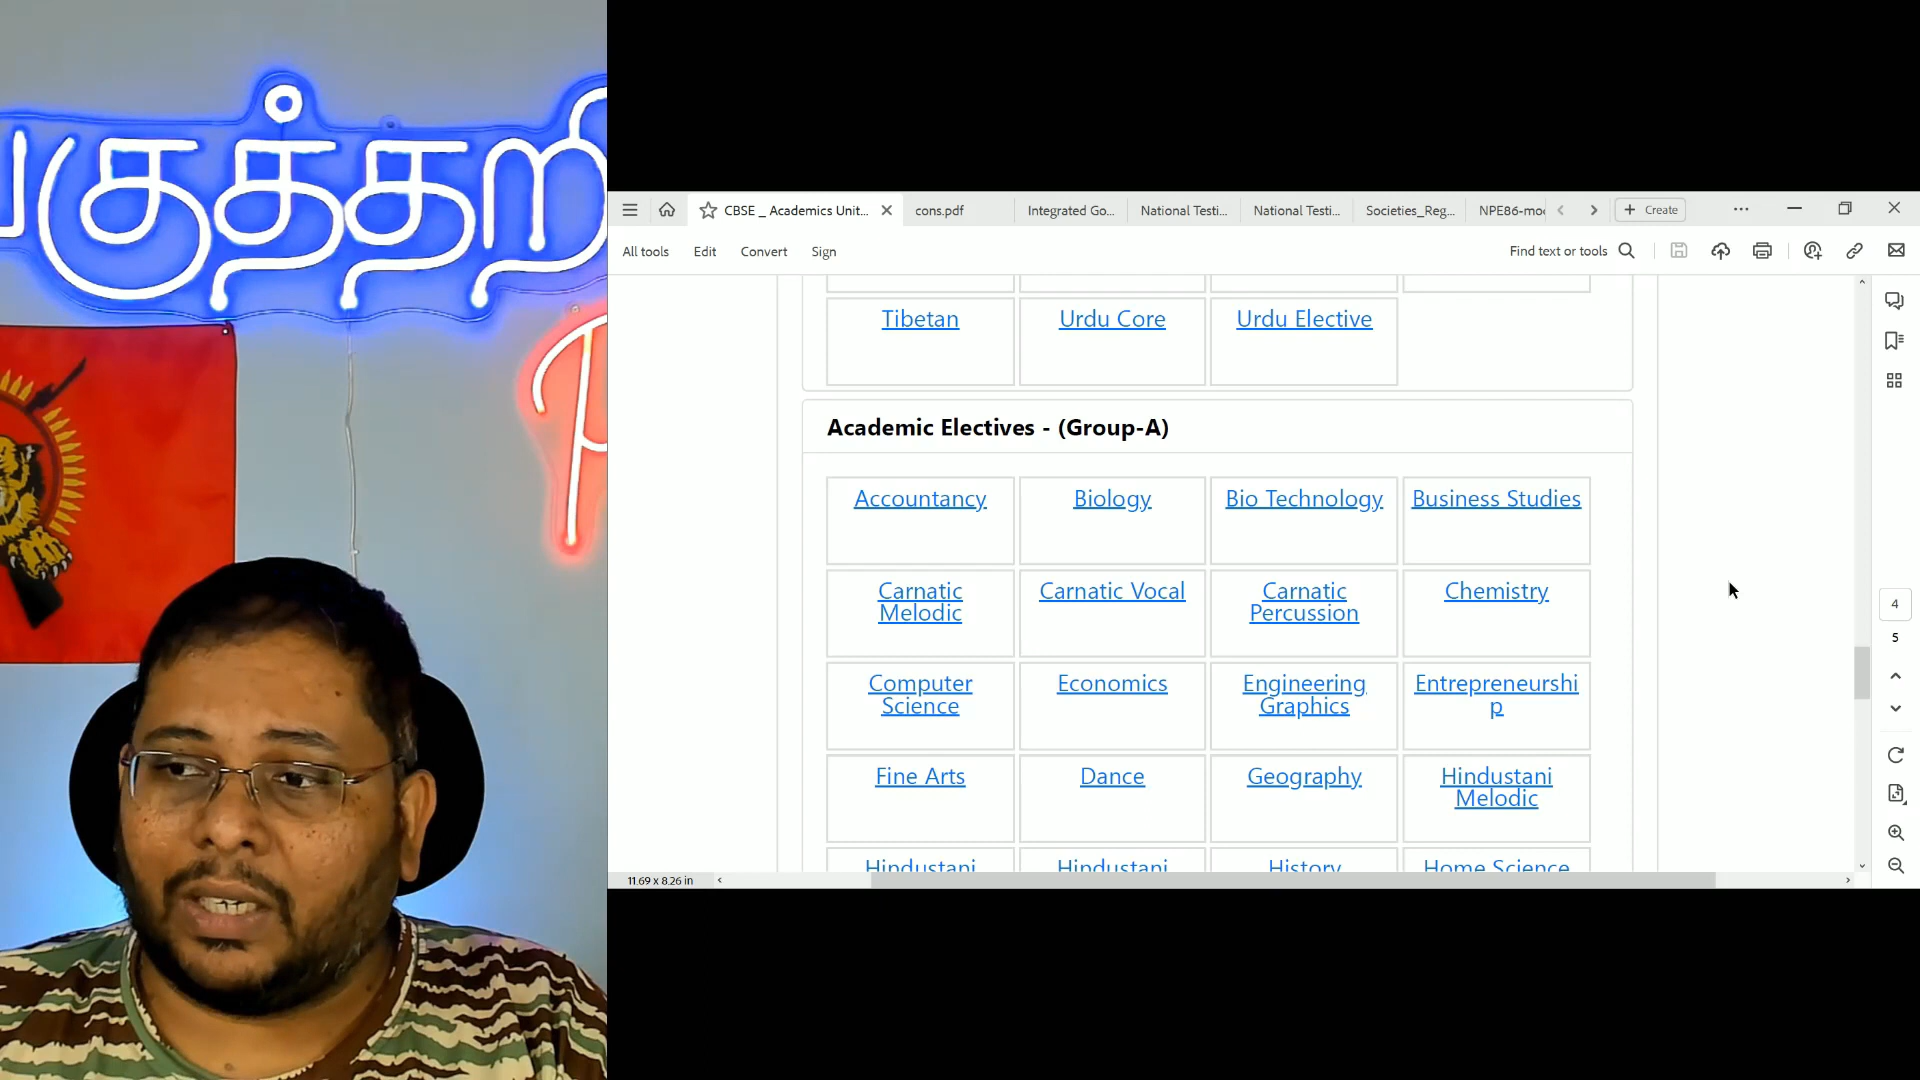 பகுத்தறி
CBSE _ Academics Unit...
cons.pdf
Integrated Go...
National Testi...
National Testi...
Societies_Reg...
NPE86-mo
Create
All tools
Edit
Convert
Sign
Find text or tools
Tibetan
Urdu Core
Urdu Elective
Academic Electives - (Group-A)
Accountancy
Biology
Bio Technology
Business Studies
Carnatic
Melodic
Carnatic Vocal
Carnatic
Percussion
Chemistry
Computer
Science
Economics
Engineering
Graphics
Entrepreneurshi
p
Fine Arts
Dance
Geography
Hindustani
Melodic
Hindustani
Hindustani
History
Home Science
4
5
11.69 x 8.26 in